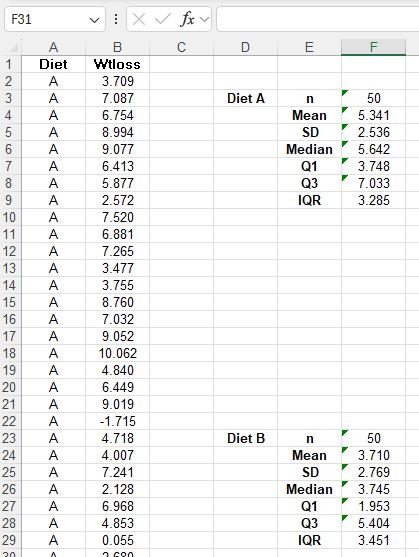 F31 fx
A B C D E F
1 Diet Wtloss
2 A 3.709
3 A 7.087 Diet A n 50
4 A 6.754 Mean 5.341
5 A 8.994 SD 2.536
6 A 9.077 Median 5.642
7 A 6.413 Q1 3.748
8 A 5.877 Q3 7.033
9 A 2.572 IQR 3.285
10 A 7.520
11 A 6.881
12 A 7.265
13 A 3.477
14 A 3.755
15 A 8.760
16 A 7.032
17 A 9.052
18 A 10.062
19 A 4.840
20 A 6.449
21 A 9.019
22 A -1.715
23 A 4.718 Diet B n 50
24 A 4.007 Mean 3.710
25 A 7.241 SD 2.769
26 A 2.128 Median 3.745
27 A 6.968 Q1 1.953
28 A 4.853 Q3 5.404
29 A 0.055 IQR 3.451
30 A 2.680